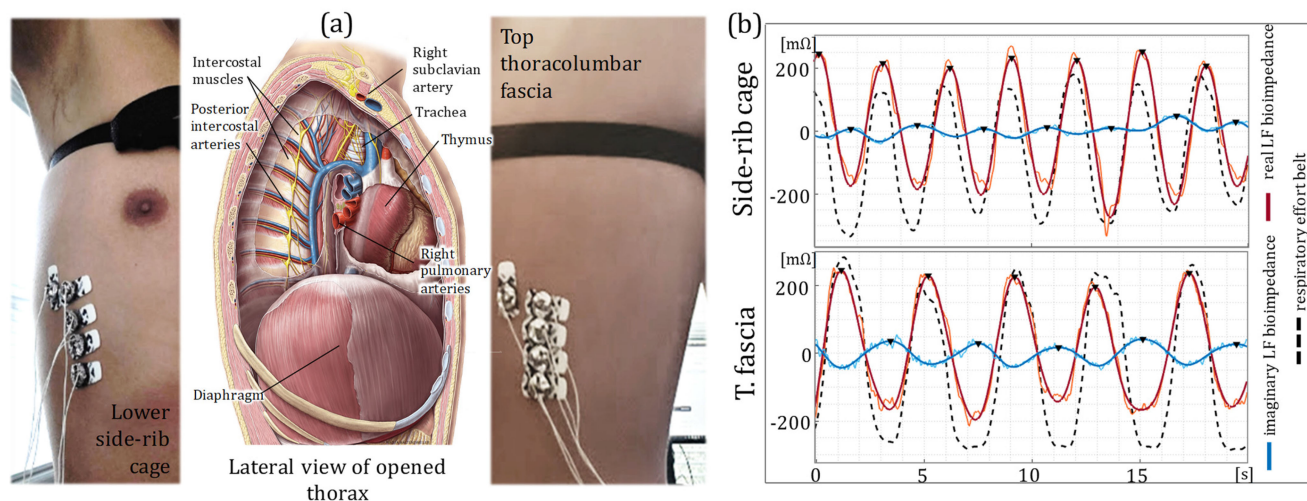 (a)
Intercostal
muscles
Posterior
intercostal
arteries
Right
subclavian
artery
Trachea
Thymus
Right
pulmonary
arteries
Diaphragm
Lower
side-rib
cage
Lateral view of opened
thorax
Top
thoracolumbar
fascia
(b)
Side-rib cage
[mΩ]
200
0
-200
T. fascia
[mΩ]
200
0
-200
0
5
10
15
[s]
imaginary LF bioimpedance
real LF bioimpedance
respiratory effort belt